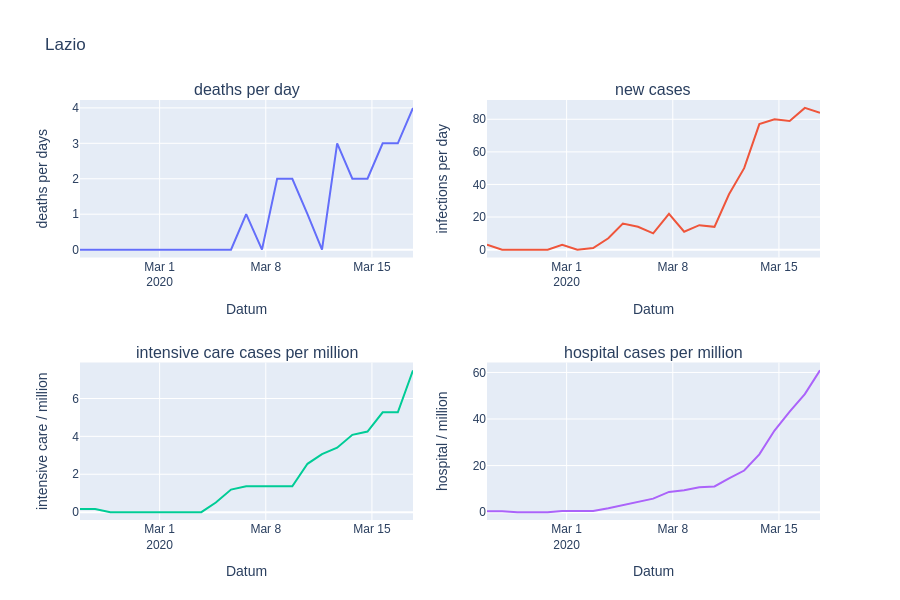 Lazio
deaths per day
new cases
deaths per days
4
3
2
1
0
Mar 1
2020
Mar 8
Mar 15
Datum
infections per day
80
60
40
20
0
Mar 1
2020
Mar 8
Mar 15
Datum
intensive care cases per million
hospital cases per million
intensive care / million
6
4
2
0
Mar 1
2020
Mar 8
Mar 15
Datum
hospital / million
60
40
20
0
Mar 1
2020
Mar 8
Mar 15
Datum